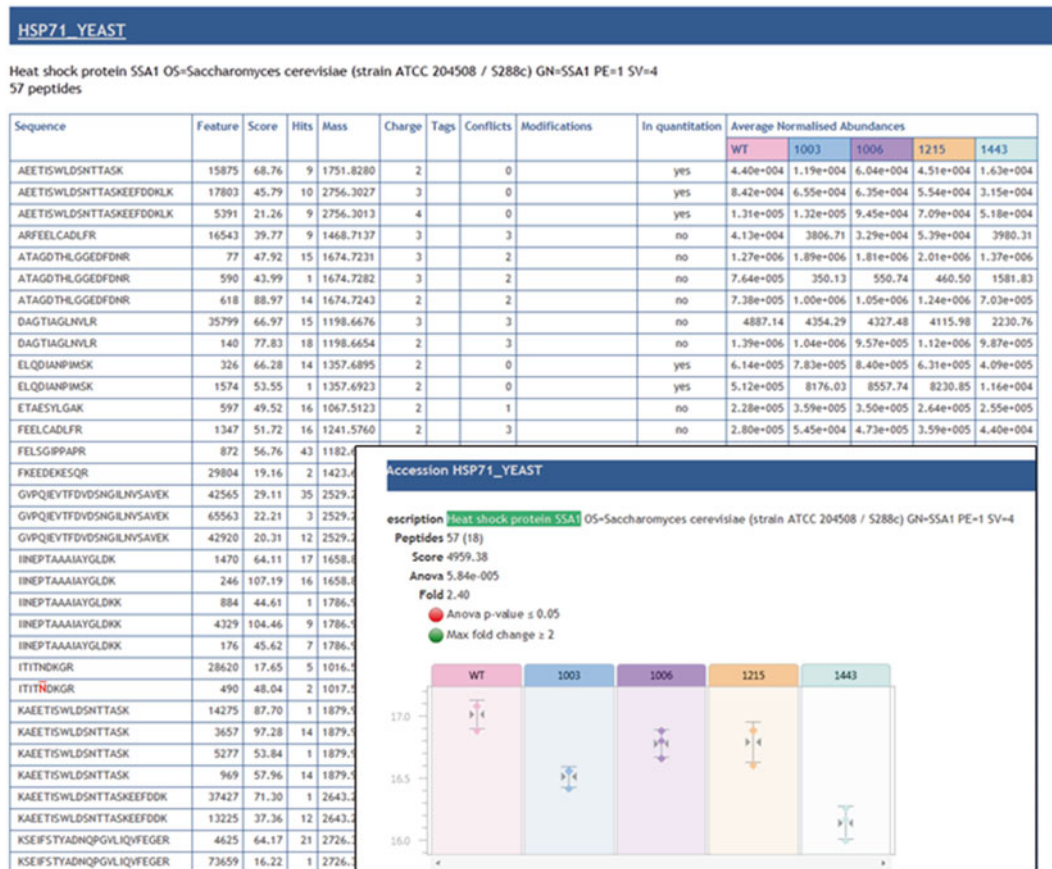 HSP71_YEAST
Heat shock protein SSA1 OS=Saccharomyces cerevisiae (strain ATCC 204508 / S288c) GN=SSA1 PE=1 SV=4
57 peptides
Sequence Feature Score Hits Mass Charge Tags Conflicts Modifications In quantitation Average Normalised Abundances
WT 1003 1006 1215 1443
AEETISWLDSNTTASK 15875 68.76 9 1751.8280 2 0 yes 4.40e+004 1.19e+004 6.04e+004 4.51e+004 1.63e+004
AEETISWLDSNTTASKEEFDDKLK 17803 45.79 10 2756.3027 3 0 yes 8.42e+004 6.55e+004 6.35e+004 5.54e+004 3.15e+004
AEETISWLDSNTTASKEEFDDKLK 5391 21.26 9 2756.3013 4 0 yes 1.31e+005 1.32e+005 9.45e+004 7.09e+004 5.18e+004
ARFEELCADLFR 16543 39.77 9 1468.7137 3 3 no 4.13e+004 3806.71 3.29e+004 5.39e+004 3980.31
ATAGDTHLGGEDFDNR 77 47.92 15 1674.7231 3 2 no 1.27e+006 1.89e+006 1.81e+006 2.01e+006 1.37e+006
ATAGDTHLGGEDFDNR 590 43.99 1 1674.7282 3 2 no 7.64e+005 350.13 550.74 460.50 1581.83
ATAGDTHLGGEDFDNR 618 88.97 14 1674.7243 2 2 no 7.38e+005 1.00e+006 1.05e+006 1.24e+006 7.03e+005
DAGTIAGLNVLR 35799 66.97 15 1198.6676 3 3 no 4887.14 4354.29 4327.48 4115.98 2230.76
DAGTIAGLNVLR 140 77.83 18 1198.6654 2 3 no 1.39e+006 1.04e+006 9.57e+005 1.12e+006 9.87e+005
ELQDIANPIMSK 326 66.28 14 1357.6895 2 0 yes 6.14e+005 7.83e+005 8.40e+005 6.31e+005 4.09e+005
ELQDIANPIMSK 1574 53.55 1 1357.6923 2 0 yes 5.12e+005 8176.03 8557.74 8230.85 1.16e+004
ETAESYLGAK 597 49.52 16 1067.5123 2 1 no 2.28e+005 3.59e+005 3.50e+005 2.64e+005 2.55e+005
FEELCADLFR 1347 51.72 16 1241.5760 2 3 no 2.80e+005 5.45e+004 4.73e+005 3.59e+005 4.40e+004
FELSGIPPAPR 872 56.76 43 1182.
FKEEDEKESQR 29804 19.16 2 1423.
GVPQIEVTFDVDSNGILNVSAVEK 42565 29.11 35 2529.
GVPQIEVTFDVDSNGILNVSAVEK 65563 22.21 3 2529.
GVPQIEVTFDVDSNGILNVSAVEK 42920 20.31 12 2529.
IINEPTAAAIAYGLDK 1470 64.11 17 1658.
IINEPTAAAIAYGLDK 246 107.19 16 1658.
IINEPTAAAIAYGLDKK 884 44.61 1 1786.
IINEPTAAAIAYGLDKK 4329 104.46 9 1786.
IINEPTAAAIAYGLDKK 176 45.62 7 1786.
ITITNDKGR 28620 17.65 5 1016.
ITITNDKGR 490 48.04 2 1017.
KAEETISWLDSNTTASK 14275 87.70 1 1879.
KAEETISWLDSNTTASK 3657 97.28 14 1879.
KAEETISWLDSNTTASK 5277 53.84 1 1879.
KAEETISWLDSNTTASK 969 57.96 14 1879.
KAEETISWLDSNTTASKEEFDDK 37427 71.30 1 2643.
KAEETISWLDSNTTASKEEFDDK 13225 37.36 12 2643.
KSEIFSTYADNQPGVLIQVFEGER 4625 64.17 21 2726.
KSEIFSTYADNQPGVLIQVFEGER 73659 16.22 1 2726.
Accession HSP71_YEAST
escription Heat shock protein SSA1 OS=Saccharomyces cerevisiae (strain ATCC 204508 / S288c) GN=SSA1 PE=1 SV=4
Peptides 57 (18)
Score 4959.38
Anova 5.84e-005
Fold 2.40
Anova p-value ≤ 0.05
Max fold change ≥ 2
WT 1003 1006 1215 1443
17.0
16.5
16.0